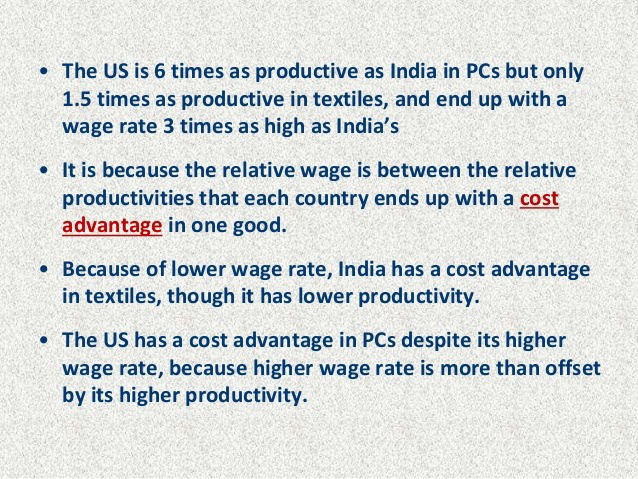 • The US is 6 times as productive as India in PCs but only
1.5 times as productive in textiles, and end up with a
wage rate 3 times as high as India’s
• It is because the relative wage is between the relative
productivities that each country ends up with a cost
advantage in one good.
• Because of lower wage rate, India has a cost advantage
in textiles, though it has lower productivity.
• The US has a cost advantage in PCs despite its higher
wage rate, because higher wage rate is more than offset
by its higher productivity.